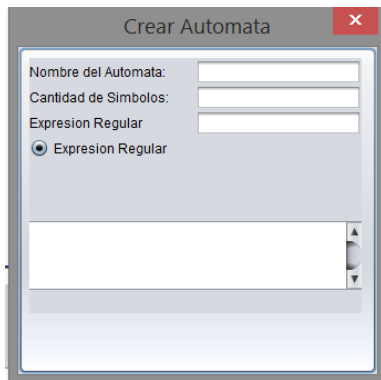 Crear Automata
Nombre del Automata:
Cantidad de Simbolos:
Expresion Regular
Expresion Regular